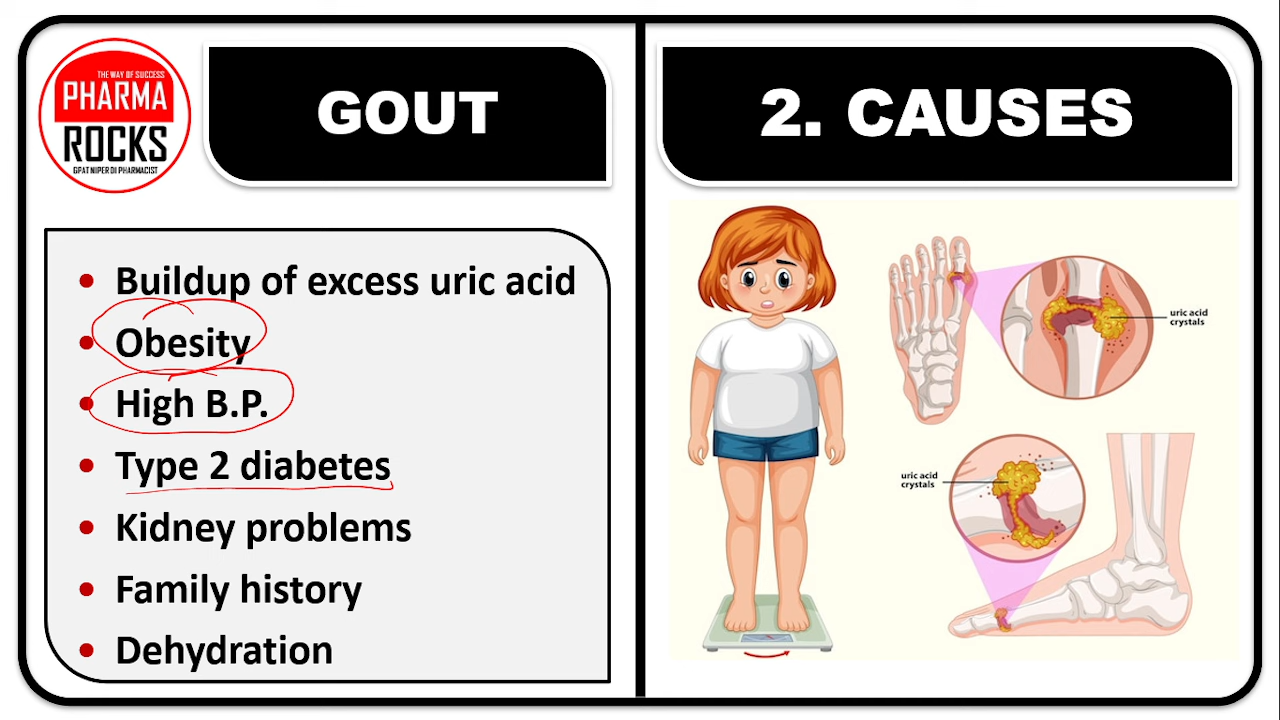 THE WAY OF SUCCESS
PHARMA
ROCKS
GPAT NIPER DI PHARMACIST
GOUT
2. CAUSES
• Buildup of excess uric acid
• Obesity
• High B.P.
• Type 2 diabetes
• Kidney problems
• Family history
• Dehydration
uric acid
crystals
uric acid
crystals